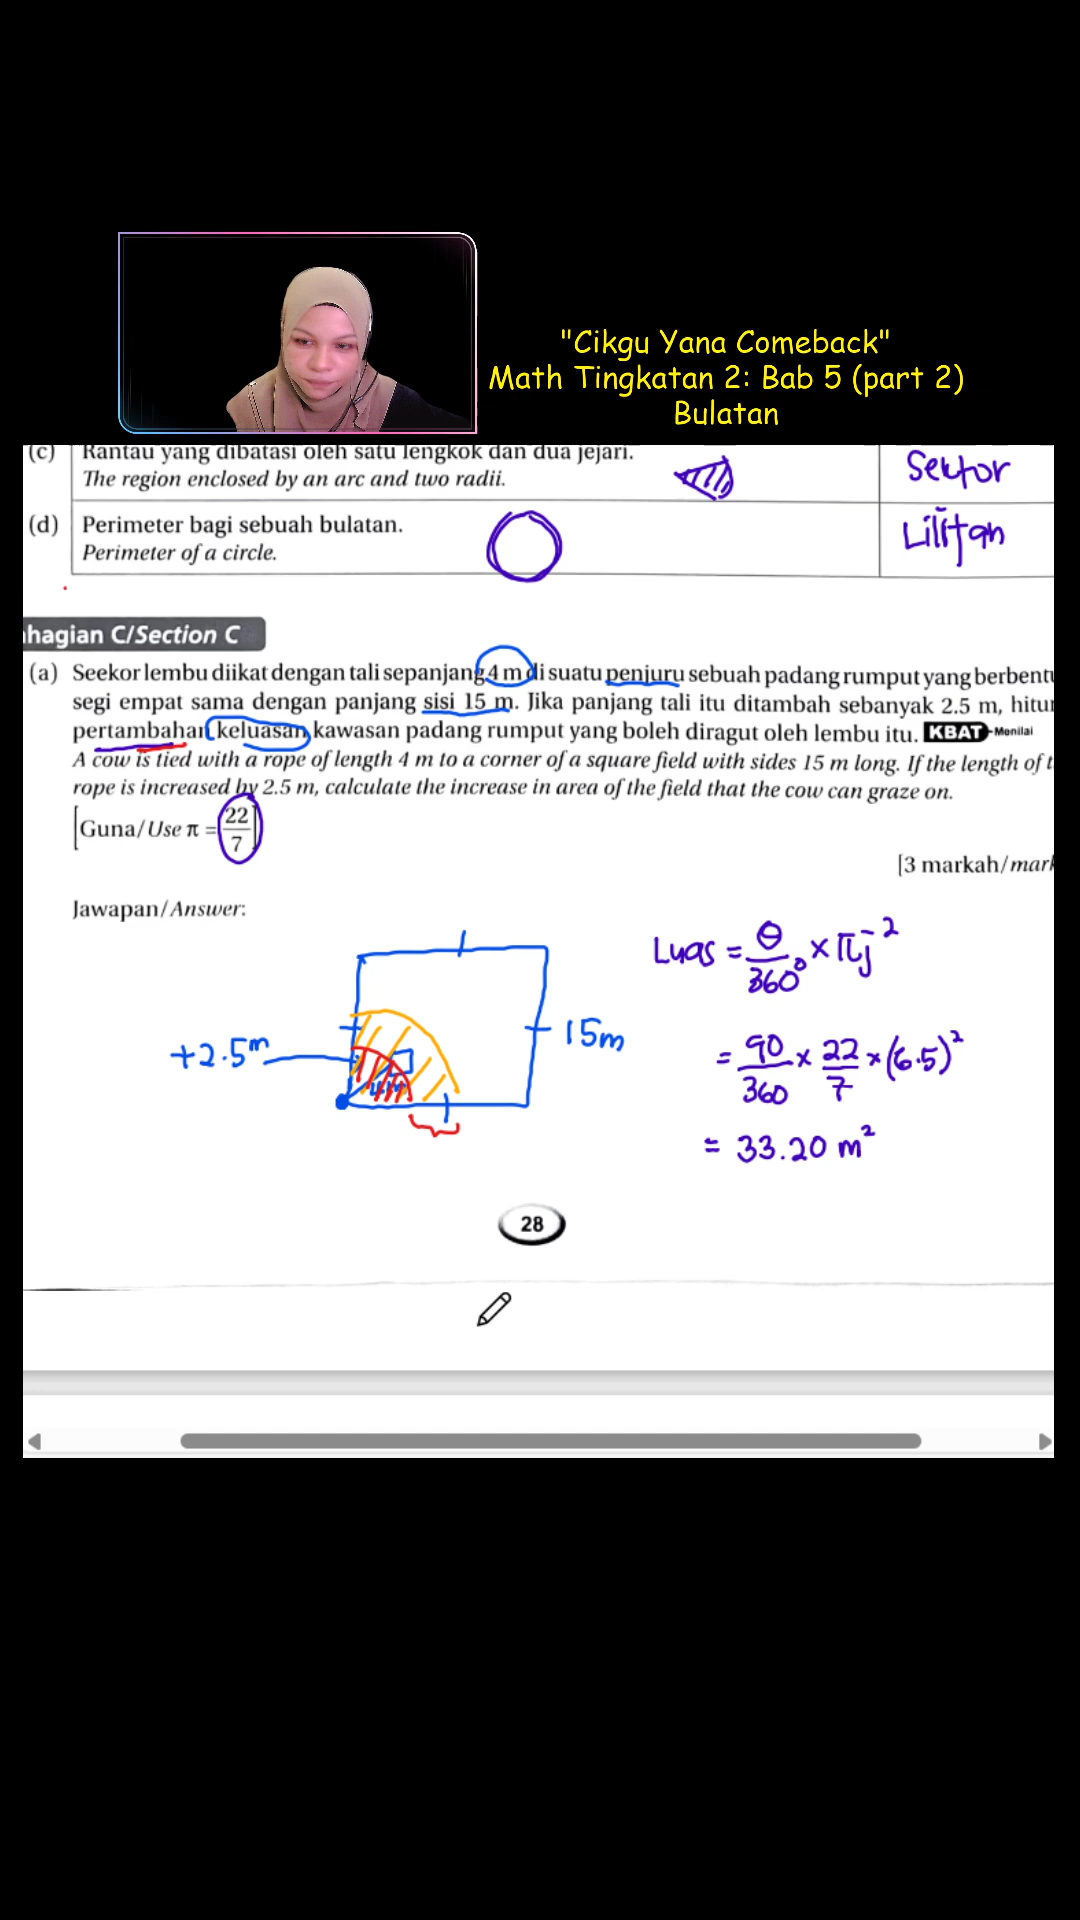 "Cikgu Yana Comeback"
Math Tingkatan 2: Bab 5 (part 2)
Bulatan
(c) Rantau yang dibatasi oleh satu lengkok dan dua jejari.
The region enclosed by an arc and two radii.
Sektor
(d) Perimeter bagi sebuah bulatan.
Perimeter of a circle.
Lilitan
hagian C/Section C
(a) Seekor lembu diikat dengan tali sepanjang 4 m di suatu penjuru sebuah padang rumput yang berbentu
segi empat sama dengan panjang sisi 15 m. Jika panjang tali itu ditambah sebanyak 2.5 m, hitu
pertambahan keluasan kawasan padang rumput yang boleh diragut oleh lembu itu. KBAT Menilai
A cow is tied with a rope of length 4 m to a corner of a square field with sides 15 m long. If the length of t
rope is increased by 2.5 m, calculate the increase in area of the field that the cow can graze on.
[Guna/Use π = 22/7]
[3 markah/mark
Jawapan/Answer:
Luas = θ/360° × πj²
+2.5m
15m
4m
= 90/360 × 22/7 × (6.5)²
= 33.20 m²
28